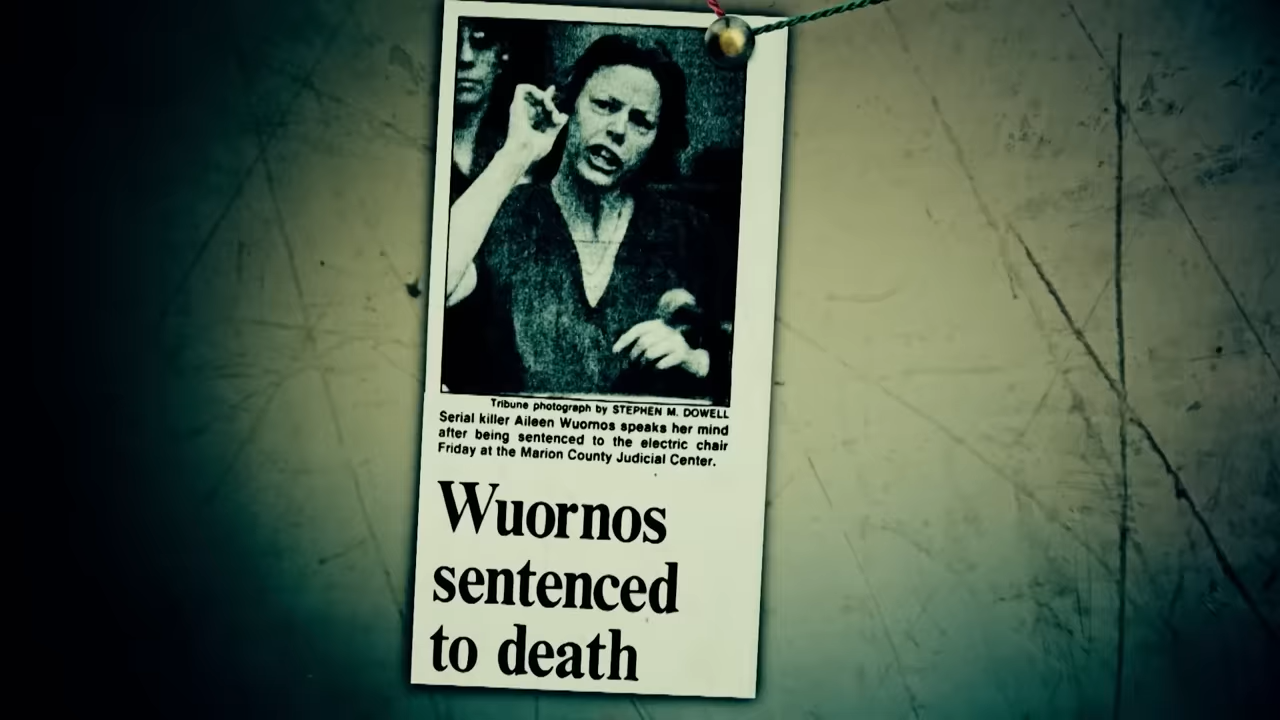 Tribune photograph by STEPHEN M. DOWELL
Serial killer Aileen Wuornos speaks her mind
after being sentenced to the electric chair
Friday at the Marion County Judicial Center.
Wuornos
sentenced
to death